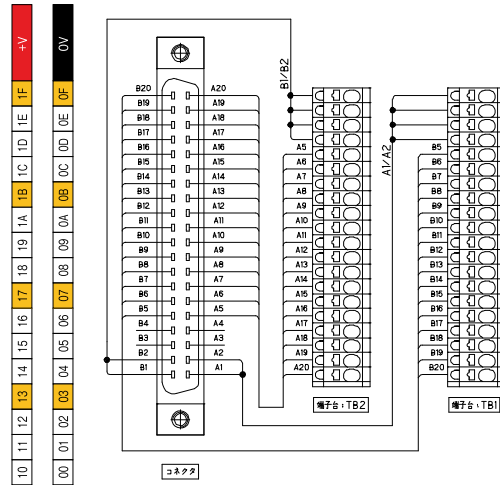 +V
1F
1E
1D
1C
1B
1A
19
18
17
16
15
14
13
12
11
10
0V
0F
0E
0D
0C
0B
0A
09
08
07
06
05
04
03
02
01
00
B20 A20
B19 A19
B18 A18
B17 A17
B16 A16
B15 A15
B14 A14
B13 A13
B12 A12
B11 A11
B10 A10
B9 A9
B8 A8
B7 A7
B6 A6
B5 A5
B4 A4
B3 A3
B2 A2
B1 A1
コネクタ
B1/B2
A5
A6
A7
A8
A9
A10
A11
A12
A13
A14
A15
A16
A17
A18
A19
A20
端子台:TB2
A1/A2
B5
B6
B7
B8
B9
B10
B11
B12
B13
B14
B15
B16
B17
B18
B19
B20
端子台:TB1